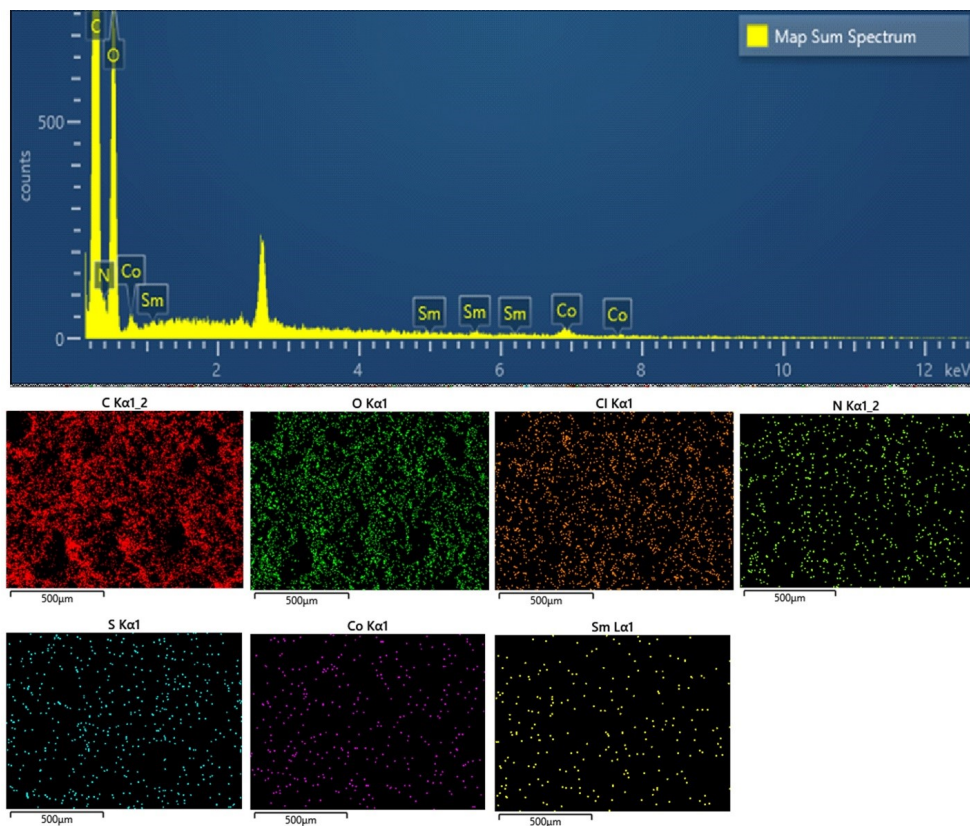 Map Sum Spectrum
C
O
500
counts
N
Co
Sm
Sm
Sm
Sm
Co
Co
0
2
4
6
8
10
12
keV
C Kα1_2
O Kα1
Cl Kα1
N Kα1_2
500µm
500µm
500µm
500µm
S Kα1
Co Kα1
Sm Lα1
500µm
500µm
500µm